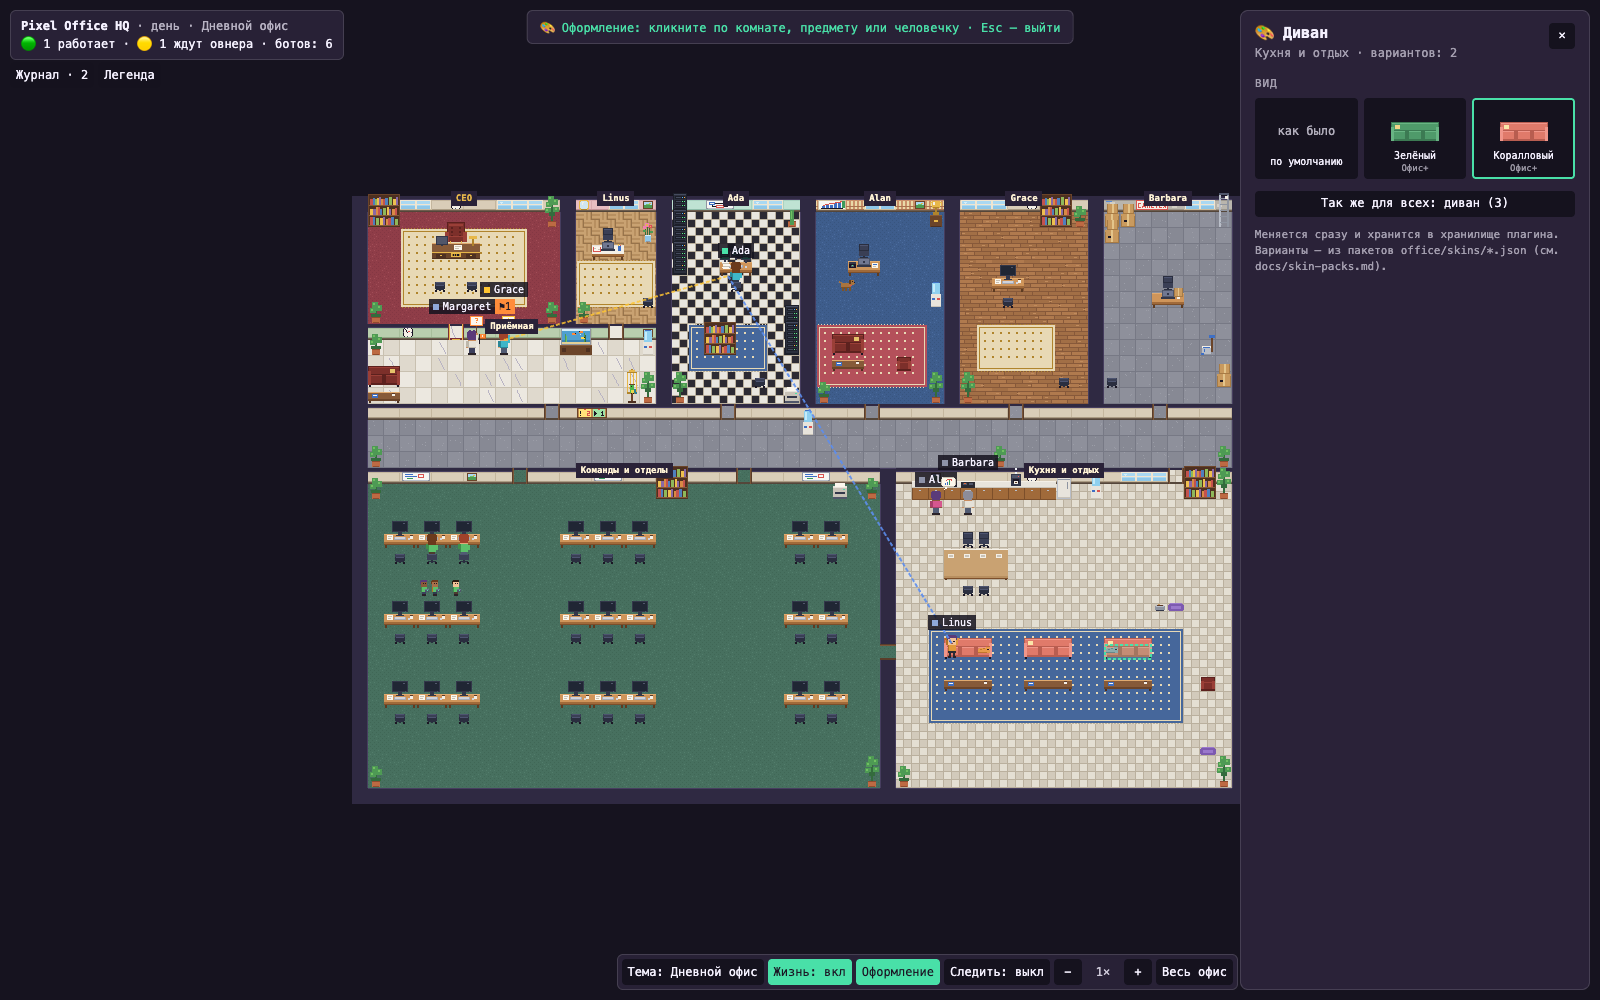 Pixel Office HQ · день · Дневной офис
1 работает · 1 ждут овнера · ботов: 6
Журнал · 2 Легенда
Оформление: кликните по комнате, предмету или человечку · Esc — выйти
Диван
×
Кухня и отдых · вариантов: 2
ВИД
как было
по умолчанию
Зелёный
Офис+
Коралловый
Офис+
Так же для всех: диван (3)
Меняется сразу и хранится в хранилище плагина.
Варианты — из пакетов office/skins/*.json (см.
docs/skin-packs.md).
CEO
Linus
Ada
Alan
Grace
Barbara
Ada
Grace
Margaret 1
Приёмная
Команды и отделы
Barbara
Кухня и отдых
Linus
Тема: Дневной офис
Жизнь: вкл
Оформление
Следить: выкл
−
1×
+
Весь офис